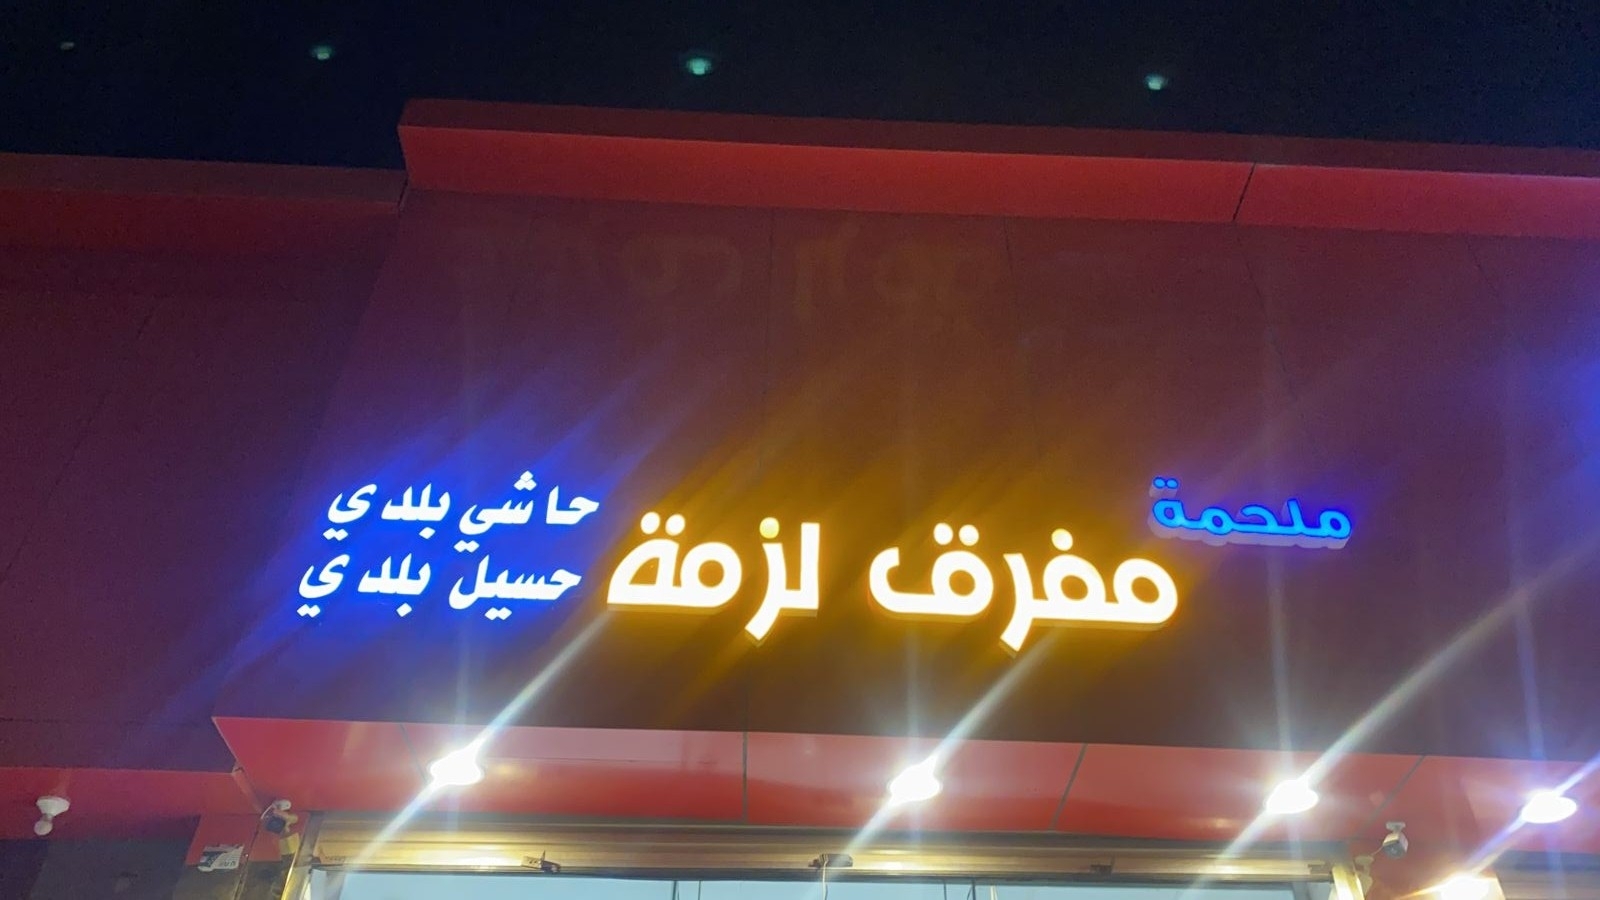 ملحمة
مفرق لزمة
حاشي بلدي
حسيل بلدي